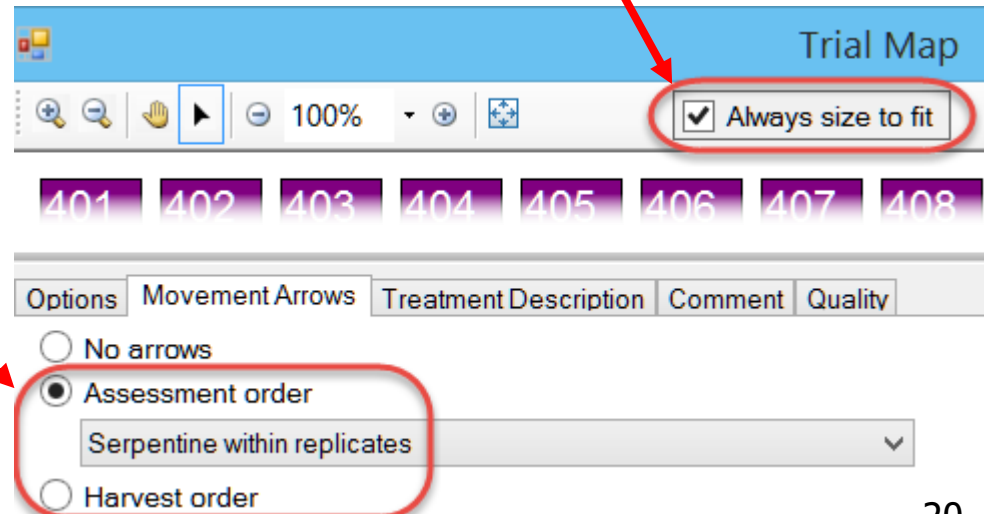 Trial Map
100%
Always size to fit
401 402 403 404 405 406 407 408
Options Movement Arrows Treatment Description Comment Quality
No arrows
Assessment order
Serpentine within replicates
Harvest order
20